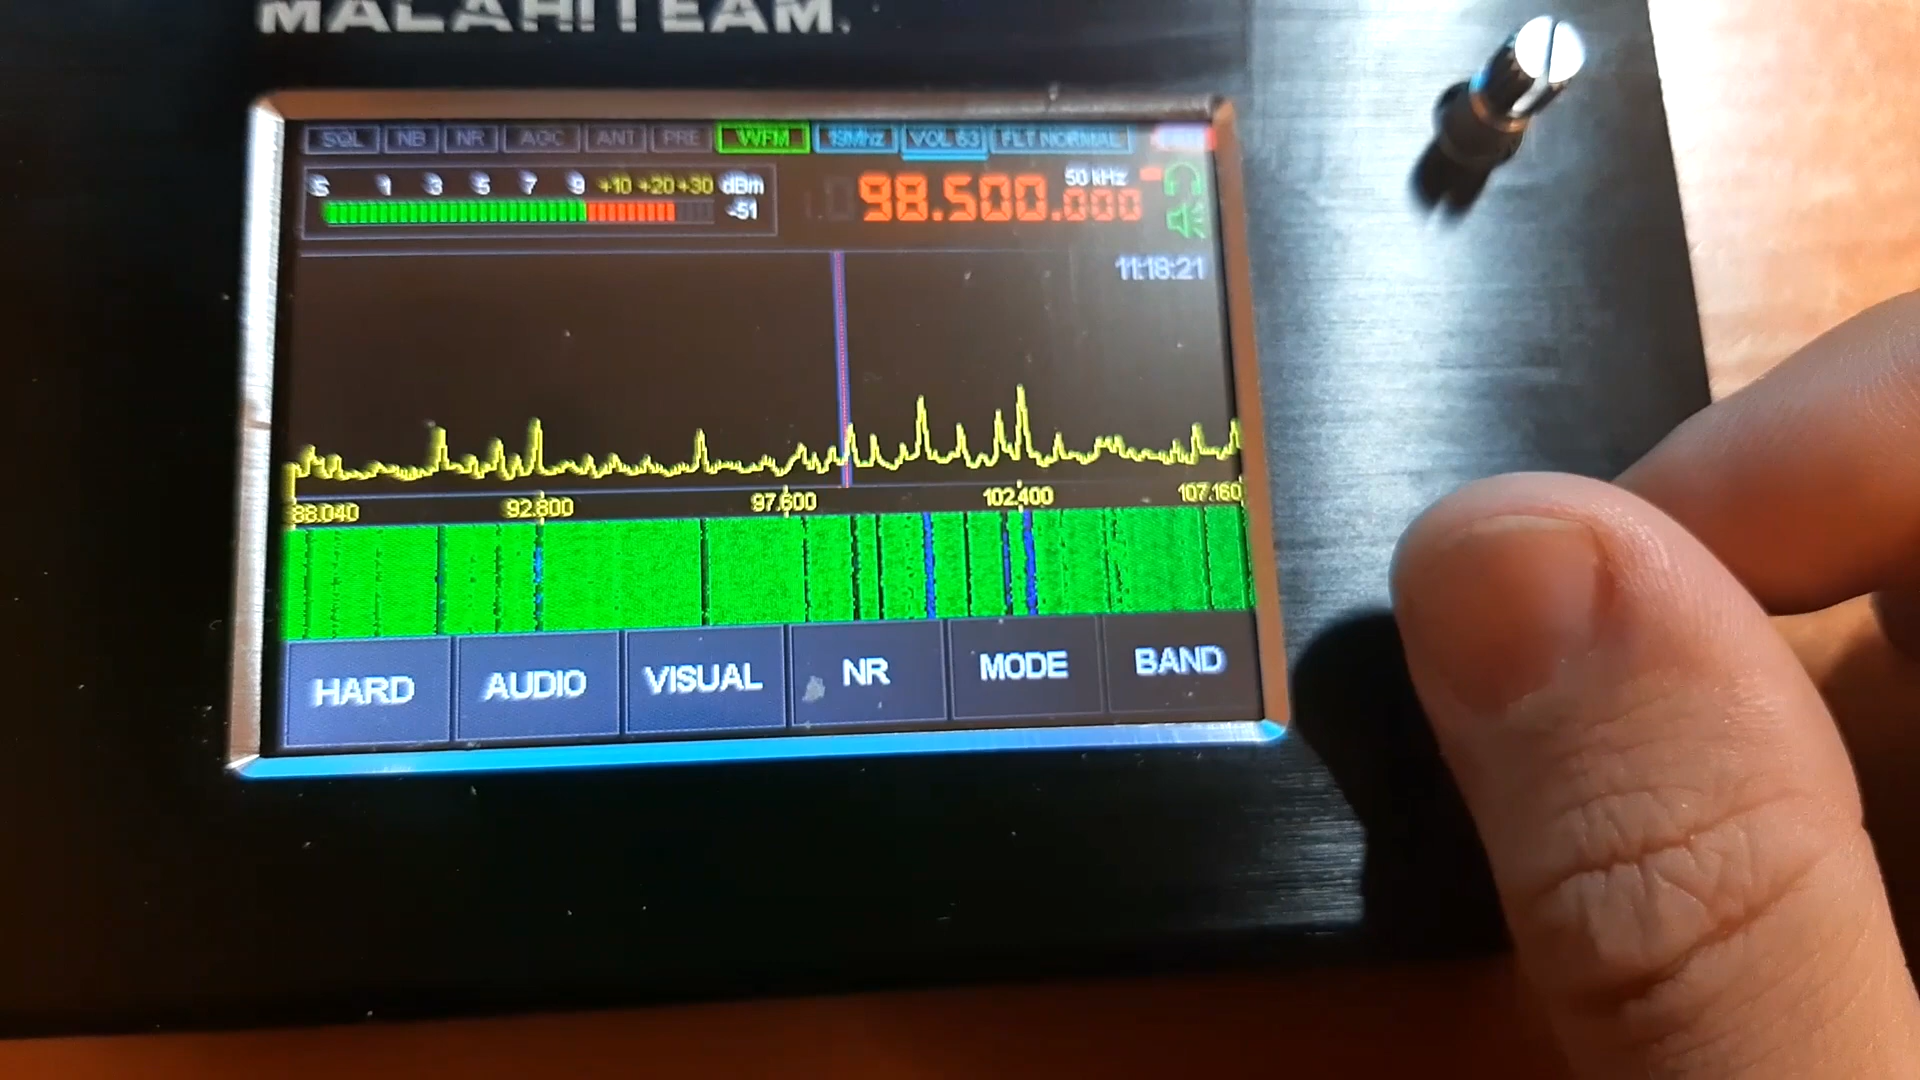 MALAHITEAM.
SQL NB NR AGC ANT PRE WFM 19Mhz VOL 63 FLT NORMAL
S 1 3 5 7 9 +10 +20 +30 dBm
-51
50 kHz
98.500.000
11:18:21
88.040 92.800 97.600 102.400 107.160
HARD AUDIO VISUAL NR MODE BAND